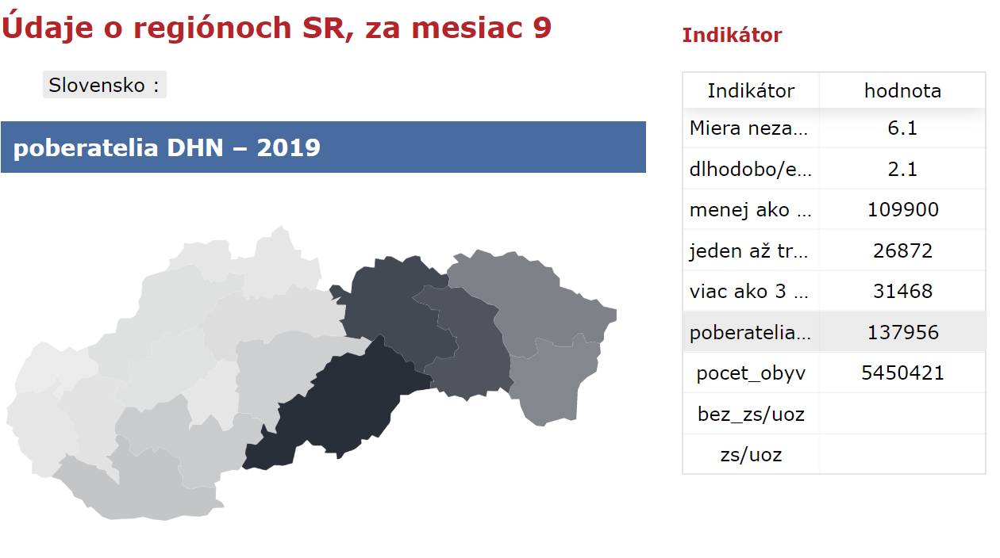 Údaje o regiónoch SR, za mesiac 9
Slovensko :
poberatelia DHN – 2019
Indikátor
Indikátor hodnota
Miera neza... 6.1
dlhodobo/e... 2.1
menej ako ... 109900
jeden až tr... 26872
viac ako 3 ... 31468
poberatelia... 137956
pocet_obyv 5450421
bez_zs/uoz
zs/uoz